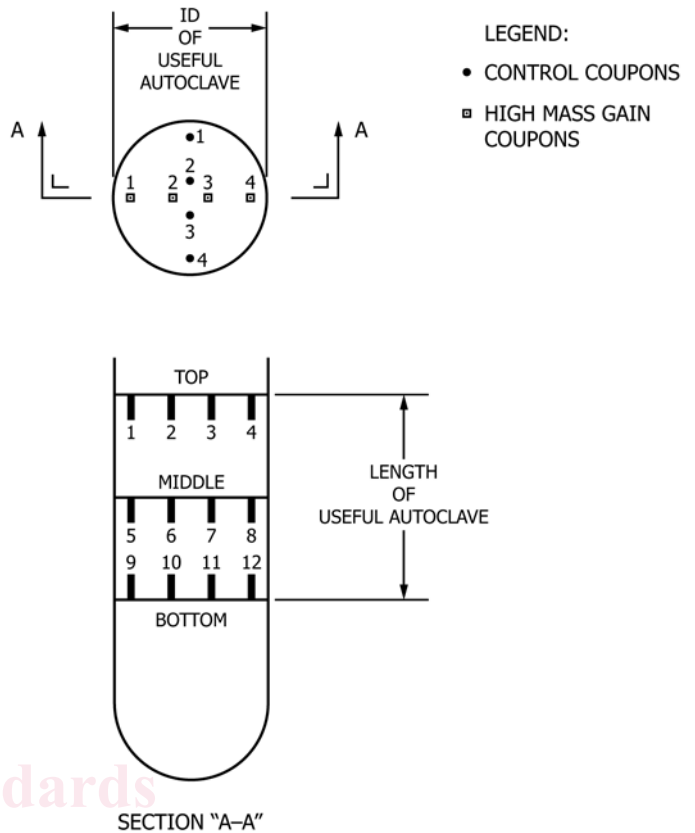 ID
OF
USEFUL
AUTOCLAVE
LEGEND:
CONTROL COUPONS
HIGH MASS GAIN
COUPONS
A A
1
2
1 2 3 4
3
4
TOP
1 2 3 4
MIDDLE
5 6 7 8
9 10 11 12
BOTTOM
LENGTH
OF
USEFUL AUTOCLAVE
dards
SECTION "A–A"